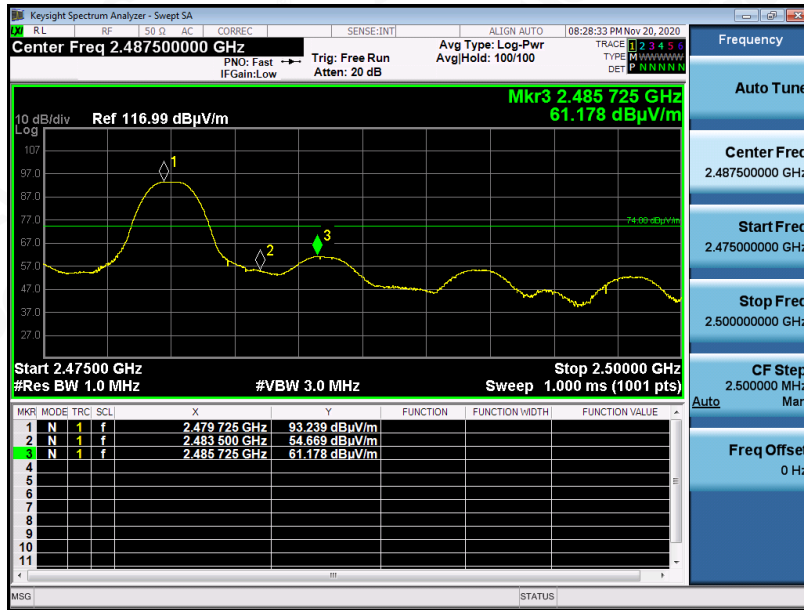 Keysight Spectrum Analyzer - Swept SA
LXI RL RF 50 Ω AC CORREC SENSE:INT ALIGN AUTO 08:28:33 PM Nov 20, 2020
Center Freq 2.487500000 GHz
PNO: Fast
IFGain:Low
Trig: Free Run
Atten: 20 dB
Avg Type: Log-Pwr
Avg|Hold: 100/100
TRACE 1 2 3 4 5 6
TYPE M WWWWW
DET P N N N N N
Mkr3 2.485 725 GHz
61.178 dBµV/m
10 dB/div Ref 116.99 dBµV/m
Log
107
97.0
87.0
77.0
67.0
57.0
47.0
37.0
27.0
1
2
3
74.00 dBµV/m
Start 2.47500 GHz Stop 2.50000 GHz
#Res BW 1.0 MHz #VBW 3.0 MHz Sweep 1.000 ms (1001 pts)
MKR MODE TRC SCL X Y FUNCTION FUNCTION WIDTH FUNCTION VALUE
1 N 1 f 2.479 725 GHz 93.239 dBµV/m
2 N 1 f 2.483 500 GHz 54.669 dBµV/m
3 N 1 f 2.485 725 GHz 61.178 dBµV/m
4
5
6
7
8
9
10
11
MSG STATUS
Frequency
Auto Tune
Center Freq
2.487500000 GHz
Start Freq
2.475000000 GHz
Stop Freq
2.500000000 GHz
CF Step
2.500000 MHz
Auto Man
Freq Offset
0 Hz